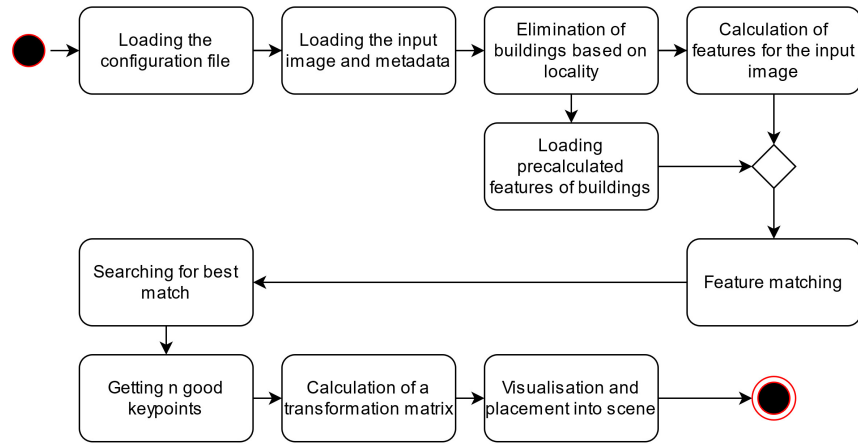 Loading the
configuration file
Loading the input
image and metadata
Elimination of
buildings based on
locality
Calculation of
features for the input
image
Loading
precalculated
features of buildings
Feature matching
Searching for best
match
Getting n good
keypoints
Calculation of a
transformation matrix
Visualisation and
placement into scene